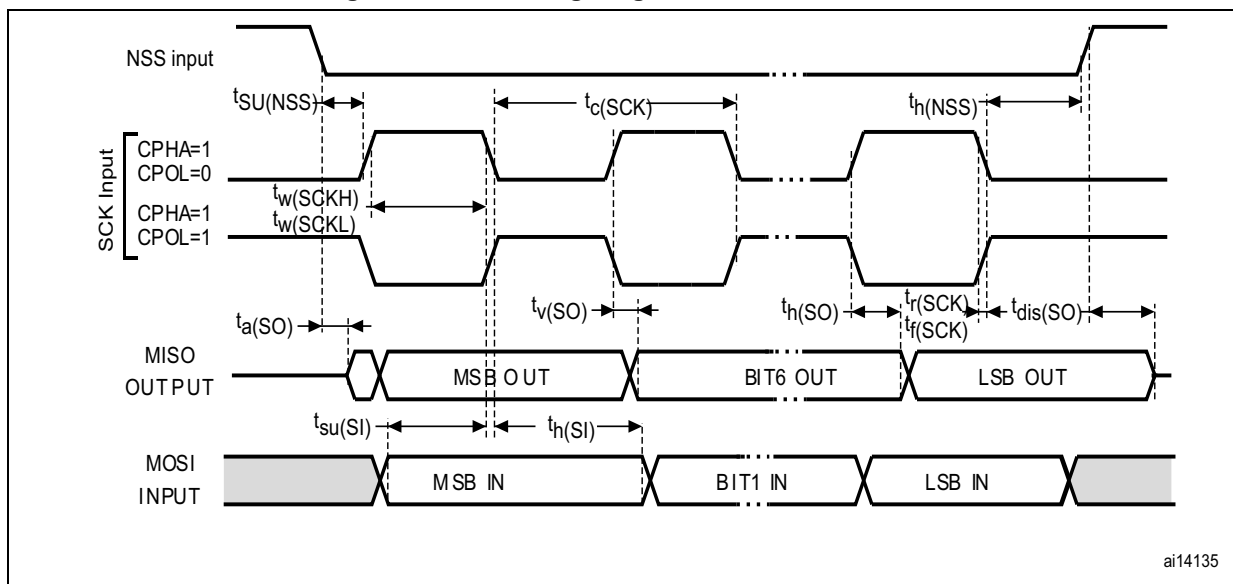 NSS input
tSU(NSS)
tc(SCK)
th(NSS)
SCK Input
CPHA=1
CPOL=0
tw(SCKH)
CPHA=1
tw(SCKL)
CPOL=1
ta(SO)
tv(SO)
th(SO)
tr(SCK)
tf(SCK)
tdis(SO)
MISO
OUTPUT
MSB OUT
BIT6 OUT
LSB OUT
tsu(SI)
th(SI)
MOSI
INPUT
MSB IN
BIT1 IN
LSB IN
ai14135